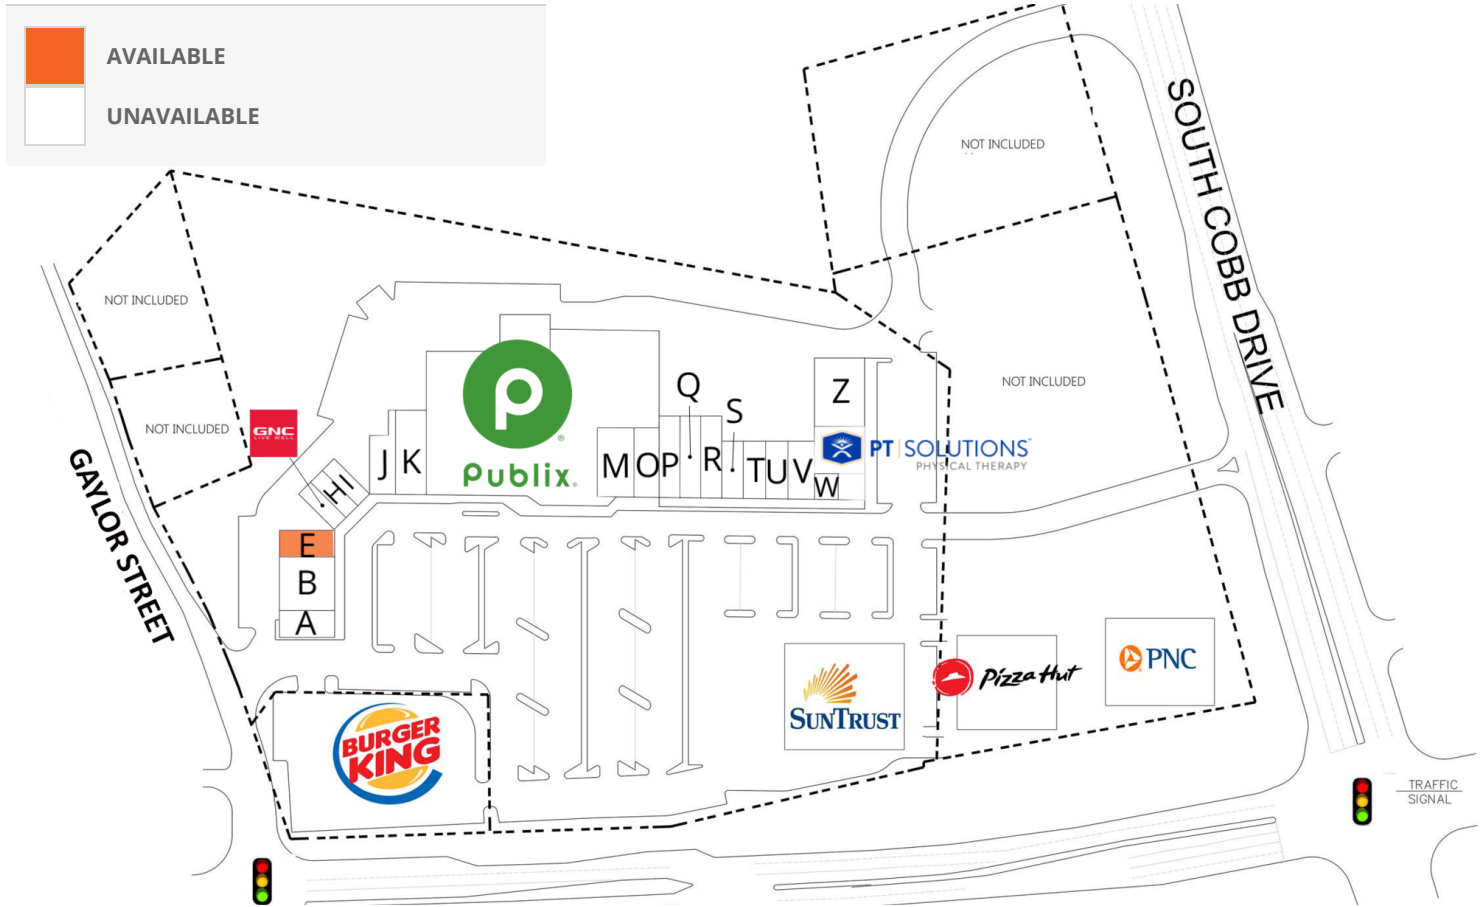 AVAILABLE
UNAVAILABLE
NOT INCLUDED
SOUTH COBB DRIVE
NOT INCLUDED
NOT INCLUDED
NOT INCLUDED
GAYLOR STREET
GNC
LIVE WELL
H
I
J
K
Publix
M
O
P
Q
R
S
T
U
V
W
Z
PT SOLUTIONS
PHYSICAL THERAPY
E
B
A
BURGER
KING
SUNTRUST
Pizza Hut
PNC
TRAFFIC
SIGNAL